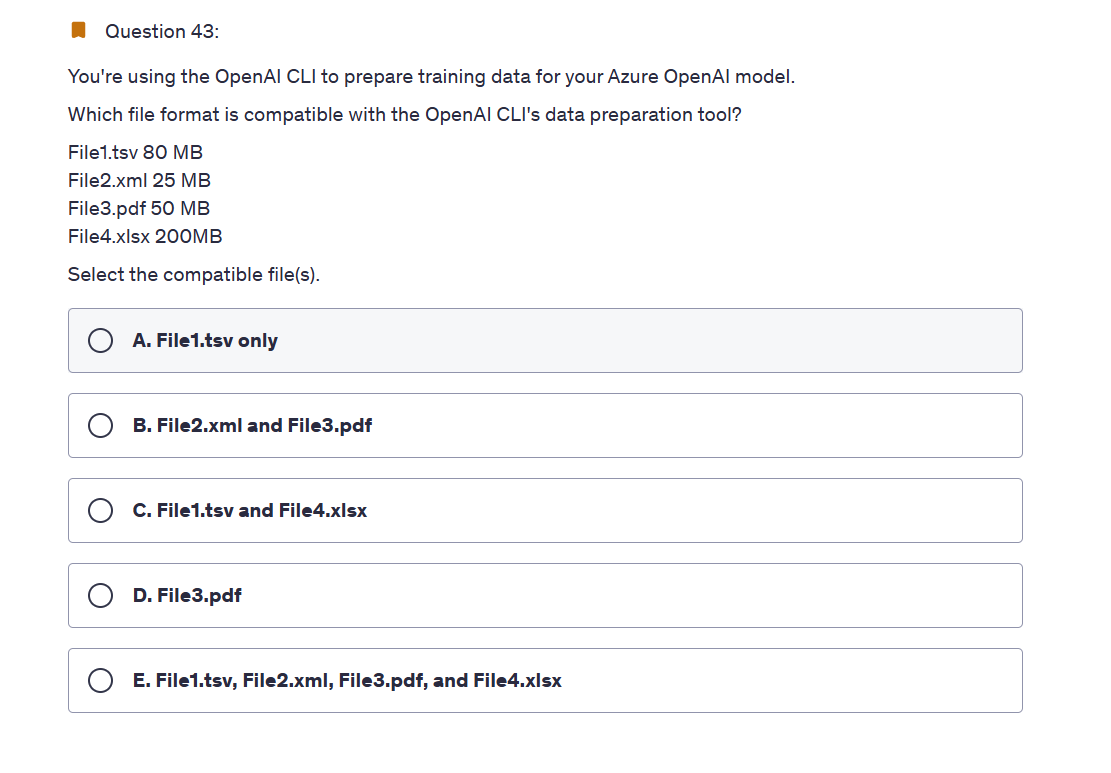 Question 43:
You're using the OpenAI CLI to prepare training data for your Azure OpenAI model.
Which file format is compatible with the OpenAI CLI's data preparation tool?
File1.tsv 80 MB
File2.xml 25 MB
File3.pdf 50 MB
File4.xlsx 200MB
Select the compatible file(s).
A. File1.tsv only
B. File2.xml and File3.pdf
C. File1.tsv and File4.xlsx
D. File3.pdf
E. File1.tsv, File2.xml, File3.pdf, and File4.xlsx